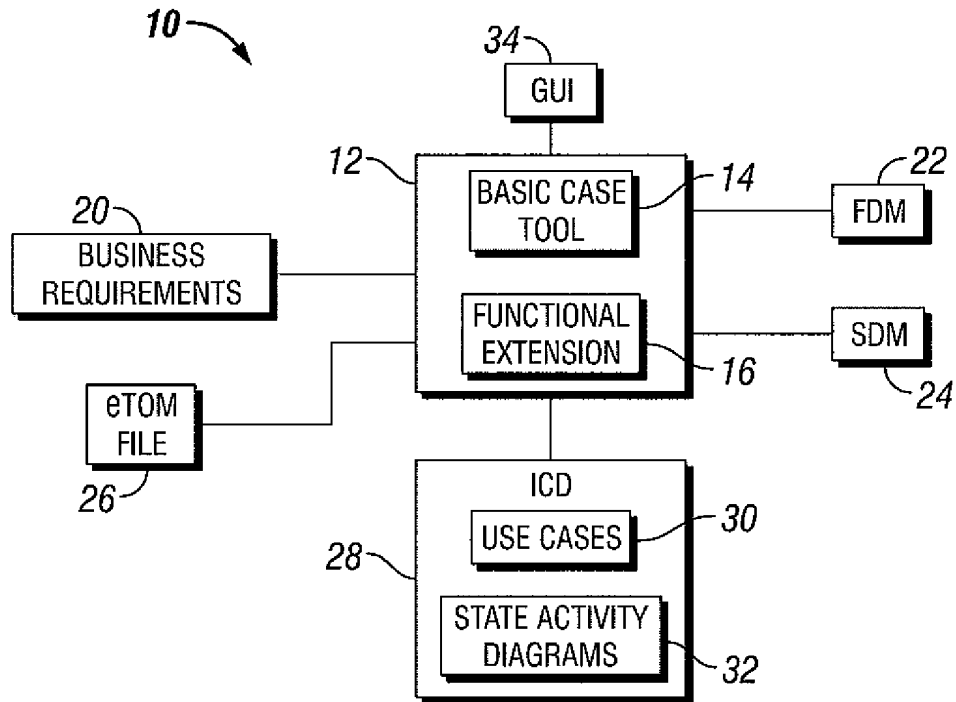 10
34
GUI
12
BASIC CASE
TOOL
14
22
FDM
20
BUSINESS
REQUIREMENTS
FUNCTIONAL
EXTENSION
16
SDM
24
eTOM
FILE
26
ICD
USE CASES
30
28
STATE ACTIVITY
DIAGRAMS
32